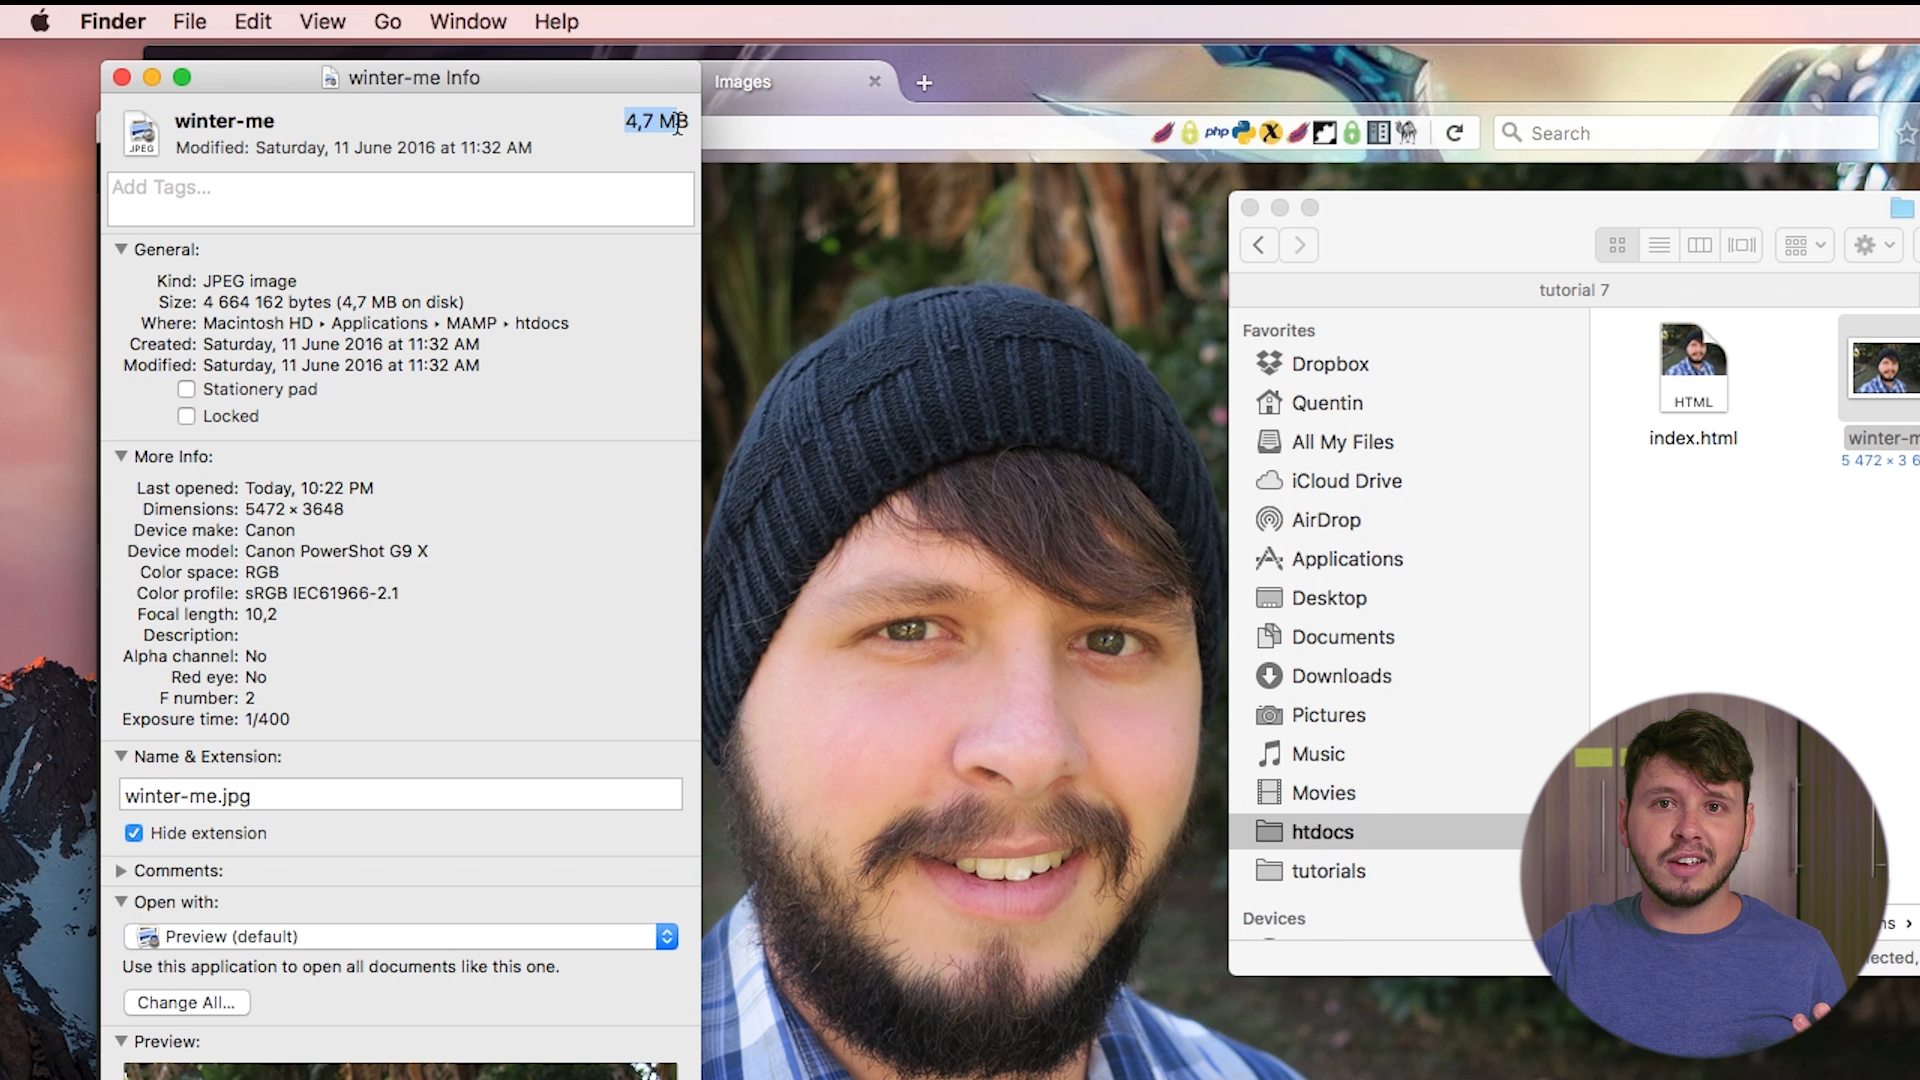 Finder File Edit View Go Window Help
winter-me Info
winter-me 4,7 MB
JPEG
Modified: Saturday, 11 June 2016 at 11:32 AM
Add Tags...
General:
Kind: JPEG image
Size: 4 664 162 bytes (4,7 MB on disk)
Where: Macintosh HD ▸ Applications ▸ MAMP ▸ htdocs
Created: Saturday, 11 June 2016 at 11:32 AM
Modified: Saturday, 11 June 2016 at 11:32 AM
Stationery pad
Locked
More Info:
Last opened: Today, 10:22 PM
Dimensions: 5472 × 3648
Device make: Canon
Device model: Canon PowerShot G9 X
Color space: RGB
Color profile: sRGB IEC61966-2.1
Focal length: 10,2
Description:
Alpha channel: No
Red eye: No
F number: 2
Exposure time: 1/400
Name & Extension:
winter-me.jpg
Hide extension
Comments:
Open with:
Preview (default)
Use this application to open all documents like this one.
Change All...
Preview:
Images
php
Search
tutorial 7
Favorites
Dropbox
Quentin
All My Files
iCloud Drive
AirDrop
Applications
Desktop
Documents
Downloads
Pictures
Music
Movies
htdocs
tutorials
Devices
HTML
index.html
winter-m
5 472 × 3 6
ns
ected,